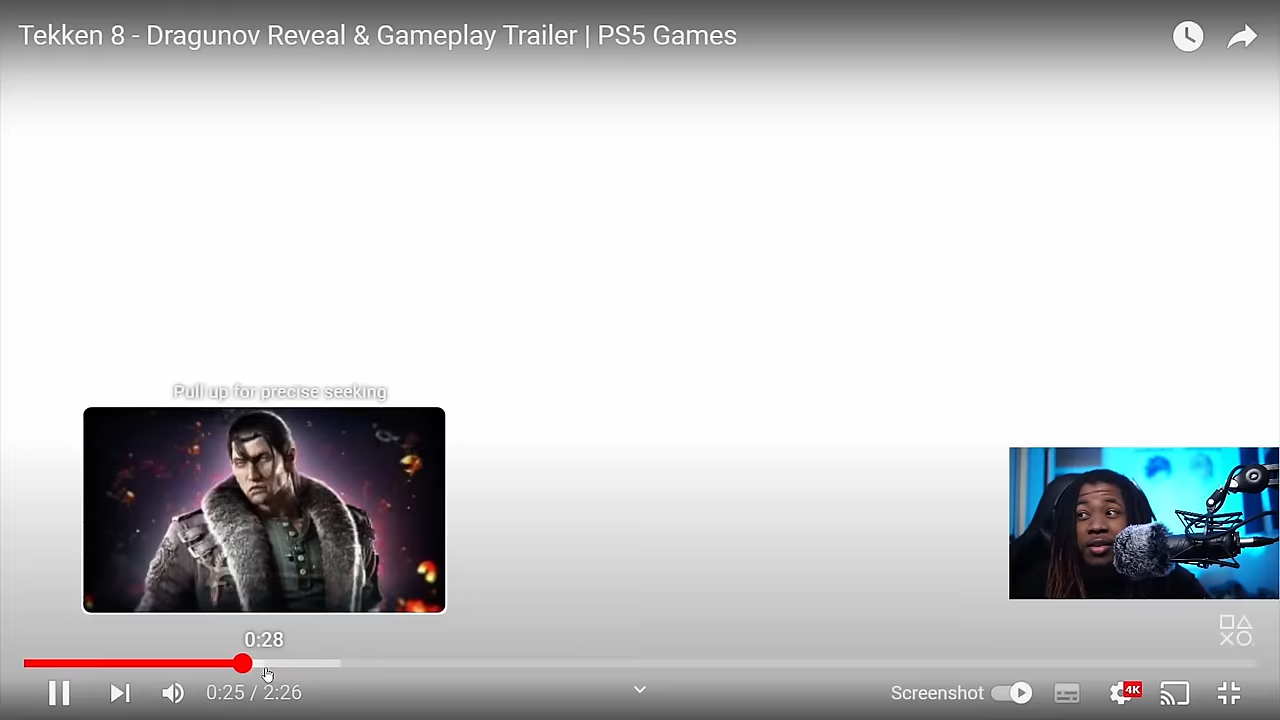 Tekken 8 - Dragunov Reveal & Gameplay Trailer | PS5 Games
Pull up for precise seeking
0:28
0:25 / 2:26
Screenshot
4K